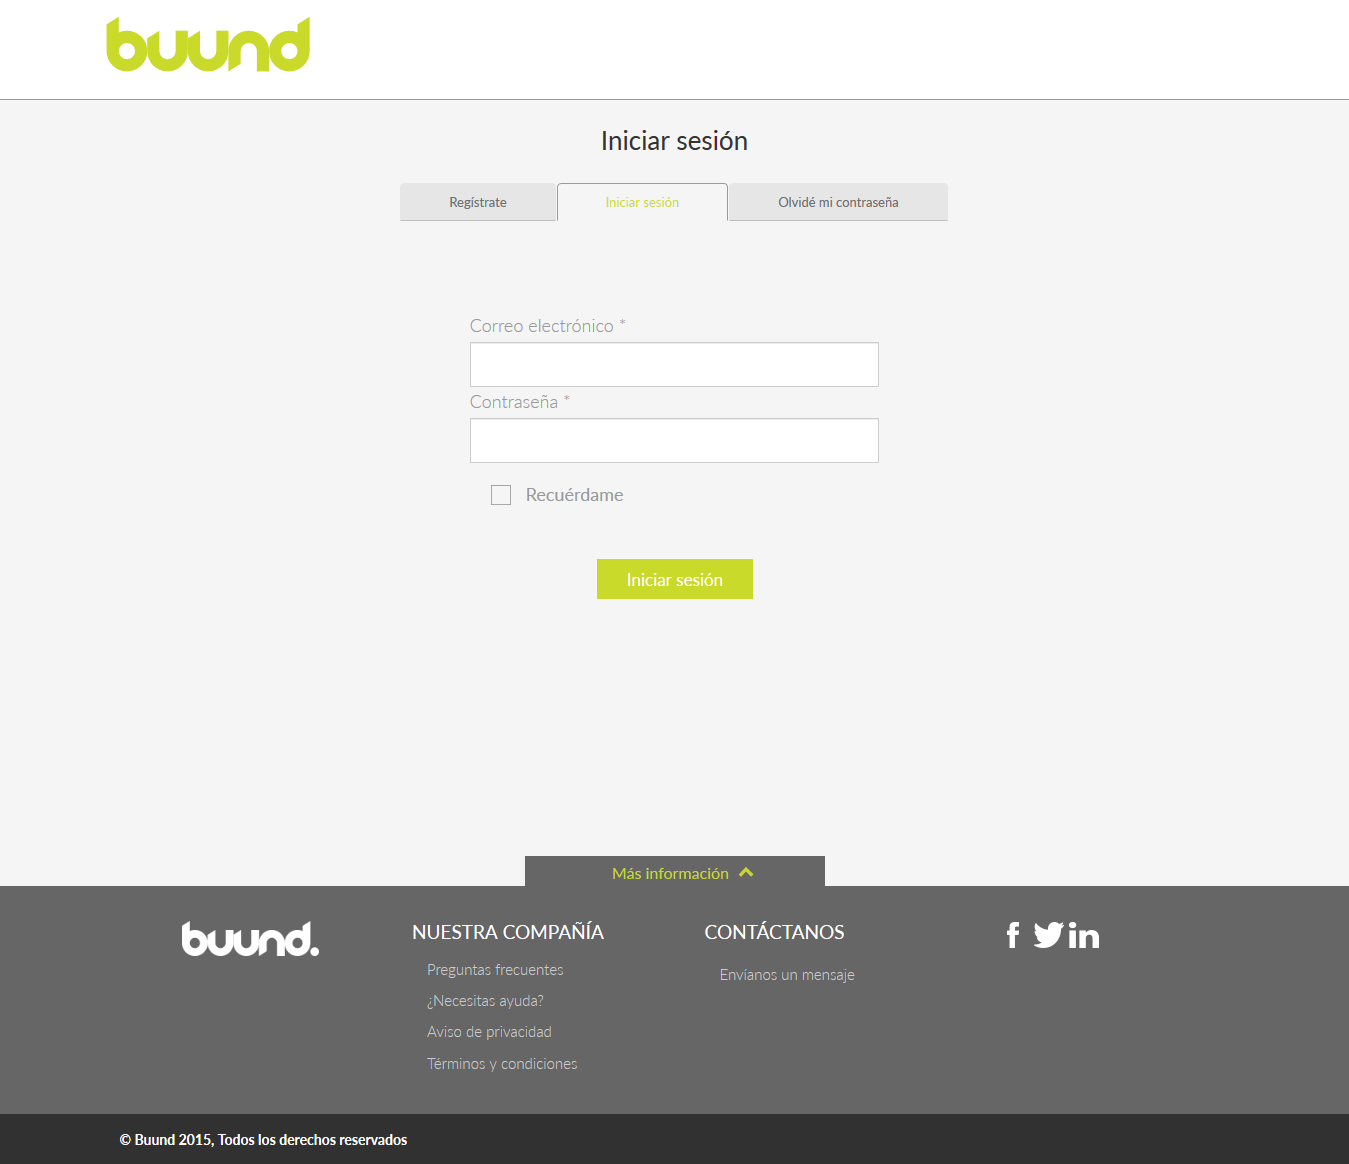 buund
Iniciar sesión
Regístrate
Iniciar sesión
Olvidé mi contraseña
Correo electrónico *
Contraseña *
Recuérdame
Iniciar sesión
Más información
buund.
NUESTRA COMPAÑÍA
Preguntas frecuentes
¿Necesitas ayuda?
Aviso de privacidad
Términos y condiciones
CONTÁCTANOS
Envíanos un mensaje
© Buund 2015, Todos los derechos reservados